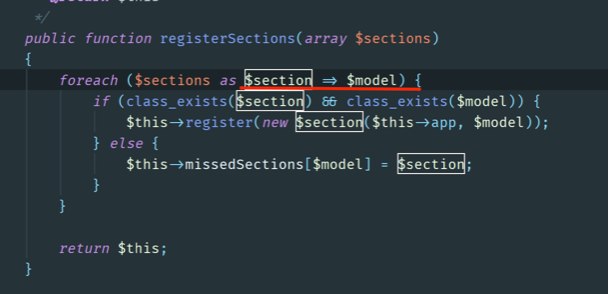 */
public function registerSections(array $sections)
{
foreach ($sections as $section => $model) {
if (class_exists($section) && class_exists($model)) {
$this->register(new $section($this->app, $model));
} else {
$this->missedSections[$model] = $section;
}
}
return $this;
}